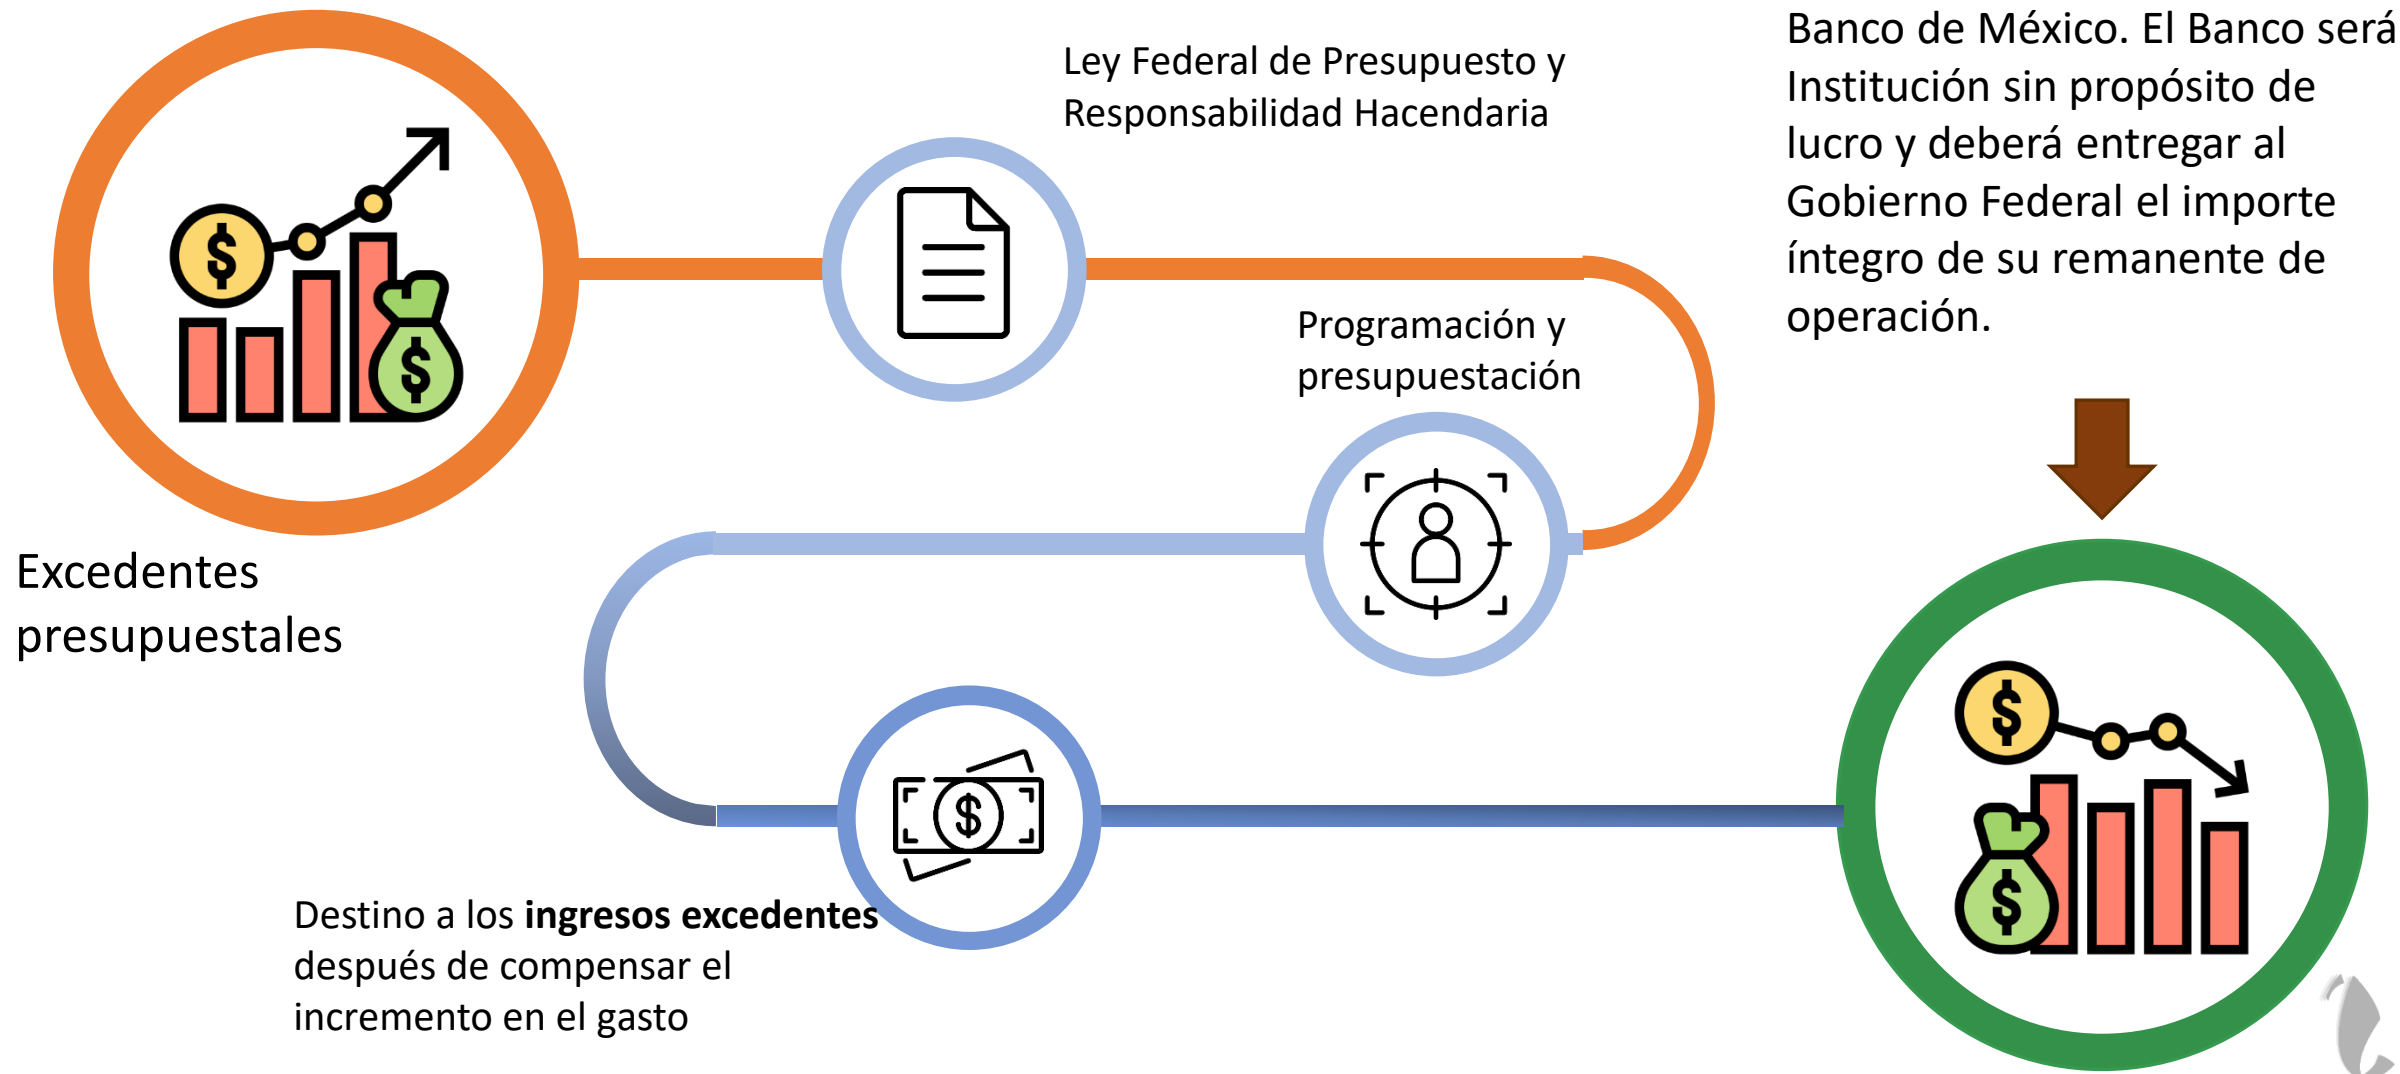 Ley Federal de Presupuesto y
Responsabilidad Hacendaria
Banco de México. El Banco será
Institución sin propósito de
lucro y deberá entregar al
Gobierno Federal el importe
íntegro de su remanente de
operación.
Programación y
presupuestación
Excedentes
presupuestales
Destino a los ingresos excedentes
después de compensar el
incremento en el gasto